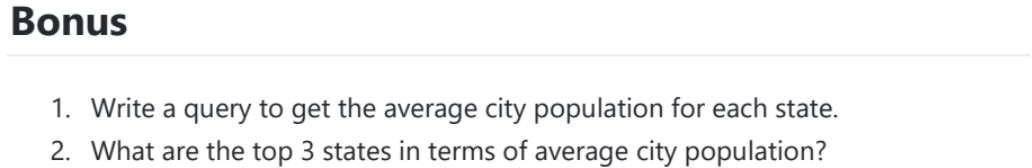 Bonus
1. Write a query to get the average city population for each state.
2. What are the top 3 states in terms of average city population?